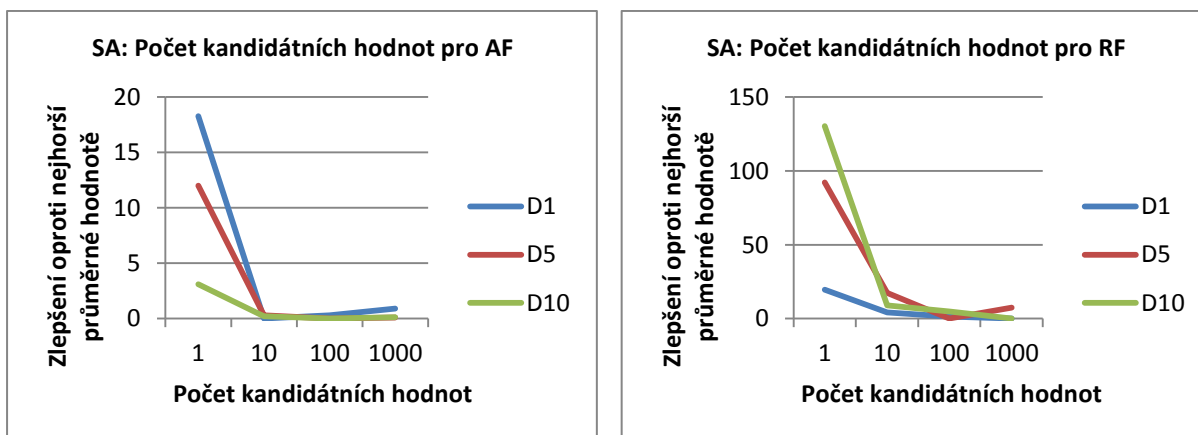 SA: Počet kandidátních hodnot pro AF
Zlepšení oproti nejhorší
průměrné hodnotě
20
15
10
5
0
1 10 100 1000
Počet kandidátních hodnot
D1
D5
D10
SA: Počet kandidátních hodnot pro RF
Zlepšení oproti nejhorší
průměrné hodnotě
150
100
50
0
1 10 100 1000
Počet kandidátních hodnot
D1
D5
D10